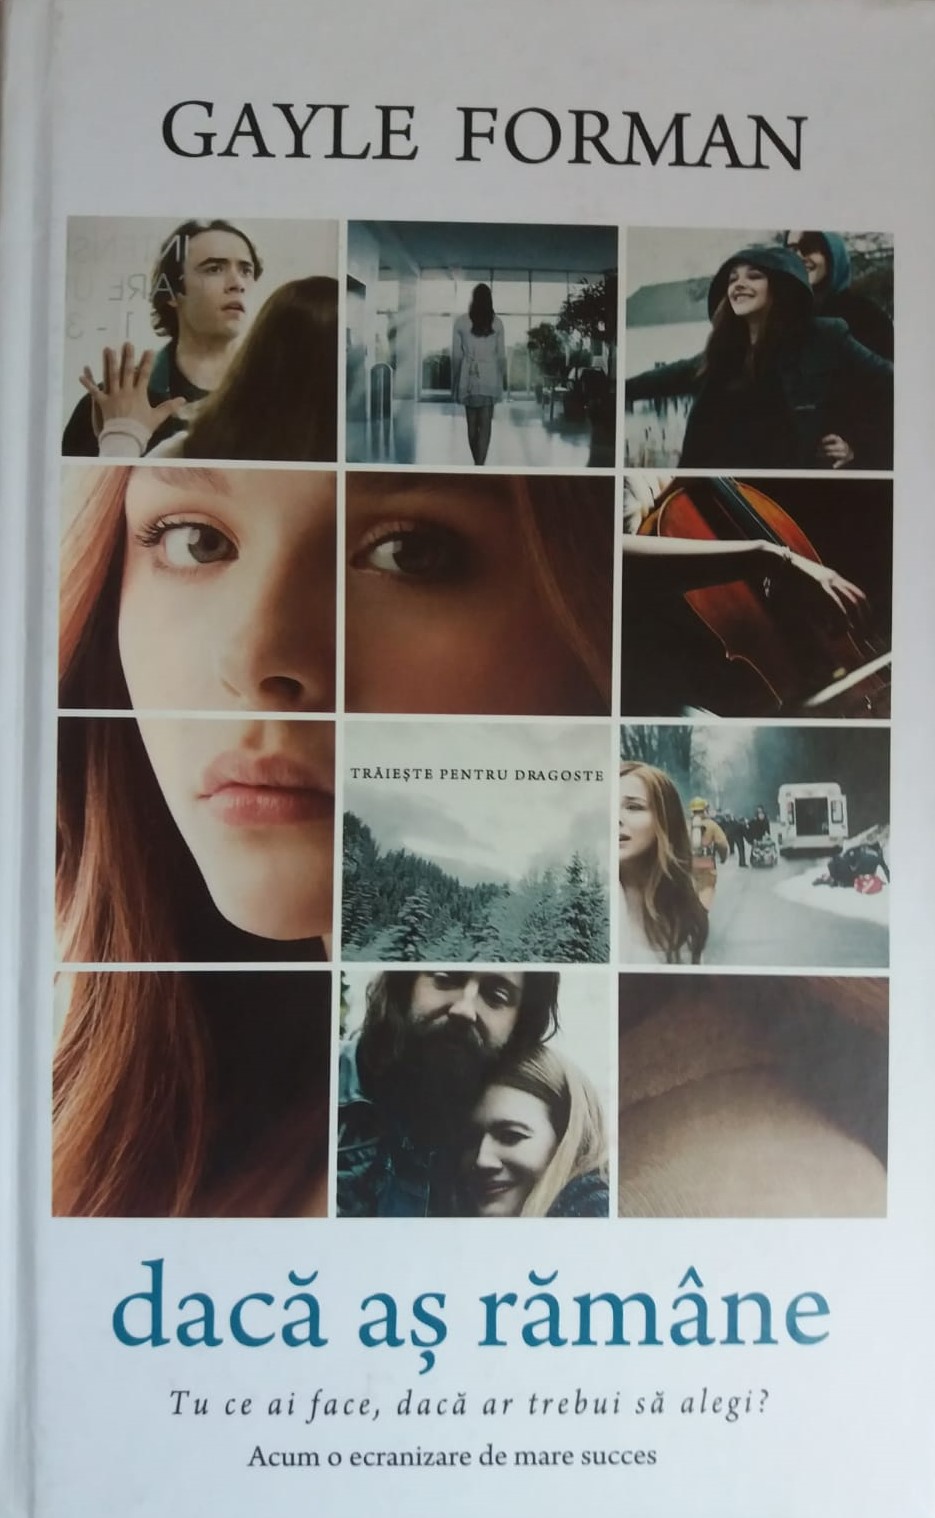 GAYLE FORMAN
TRĂIEȘTE PENTRU DRAGOSTE
dacă aș rămâne
Tu ce ai face, dacă ar trebui să alegi?
Acum o ecranizare de mare succes